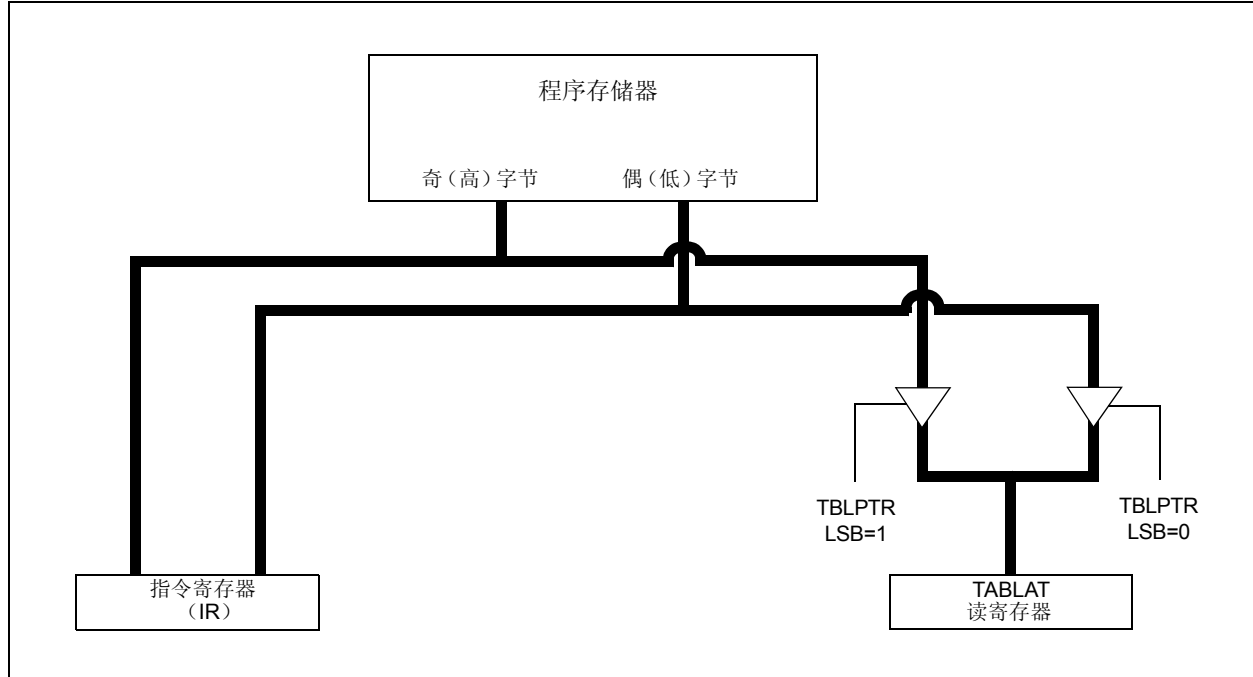 程序存储器
奇（高）字节
偶（低）字节
TBLPTR
LSB=1
TBLPTR
LSB=0
指令寄存器
（IR）
TABLAT
读寄存器